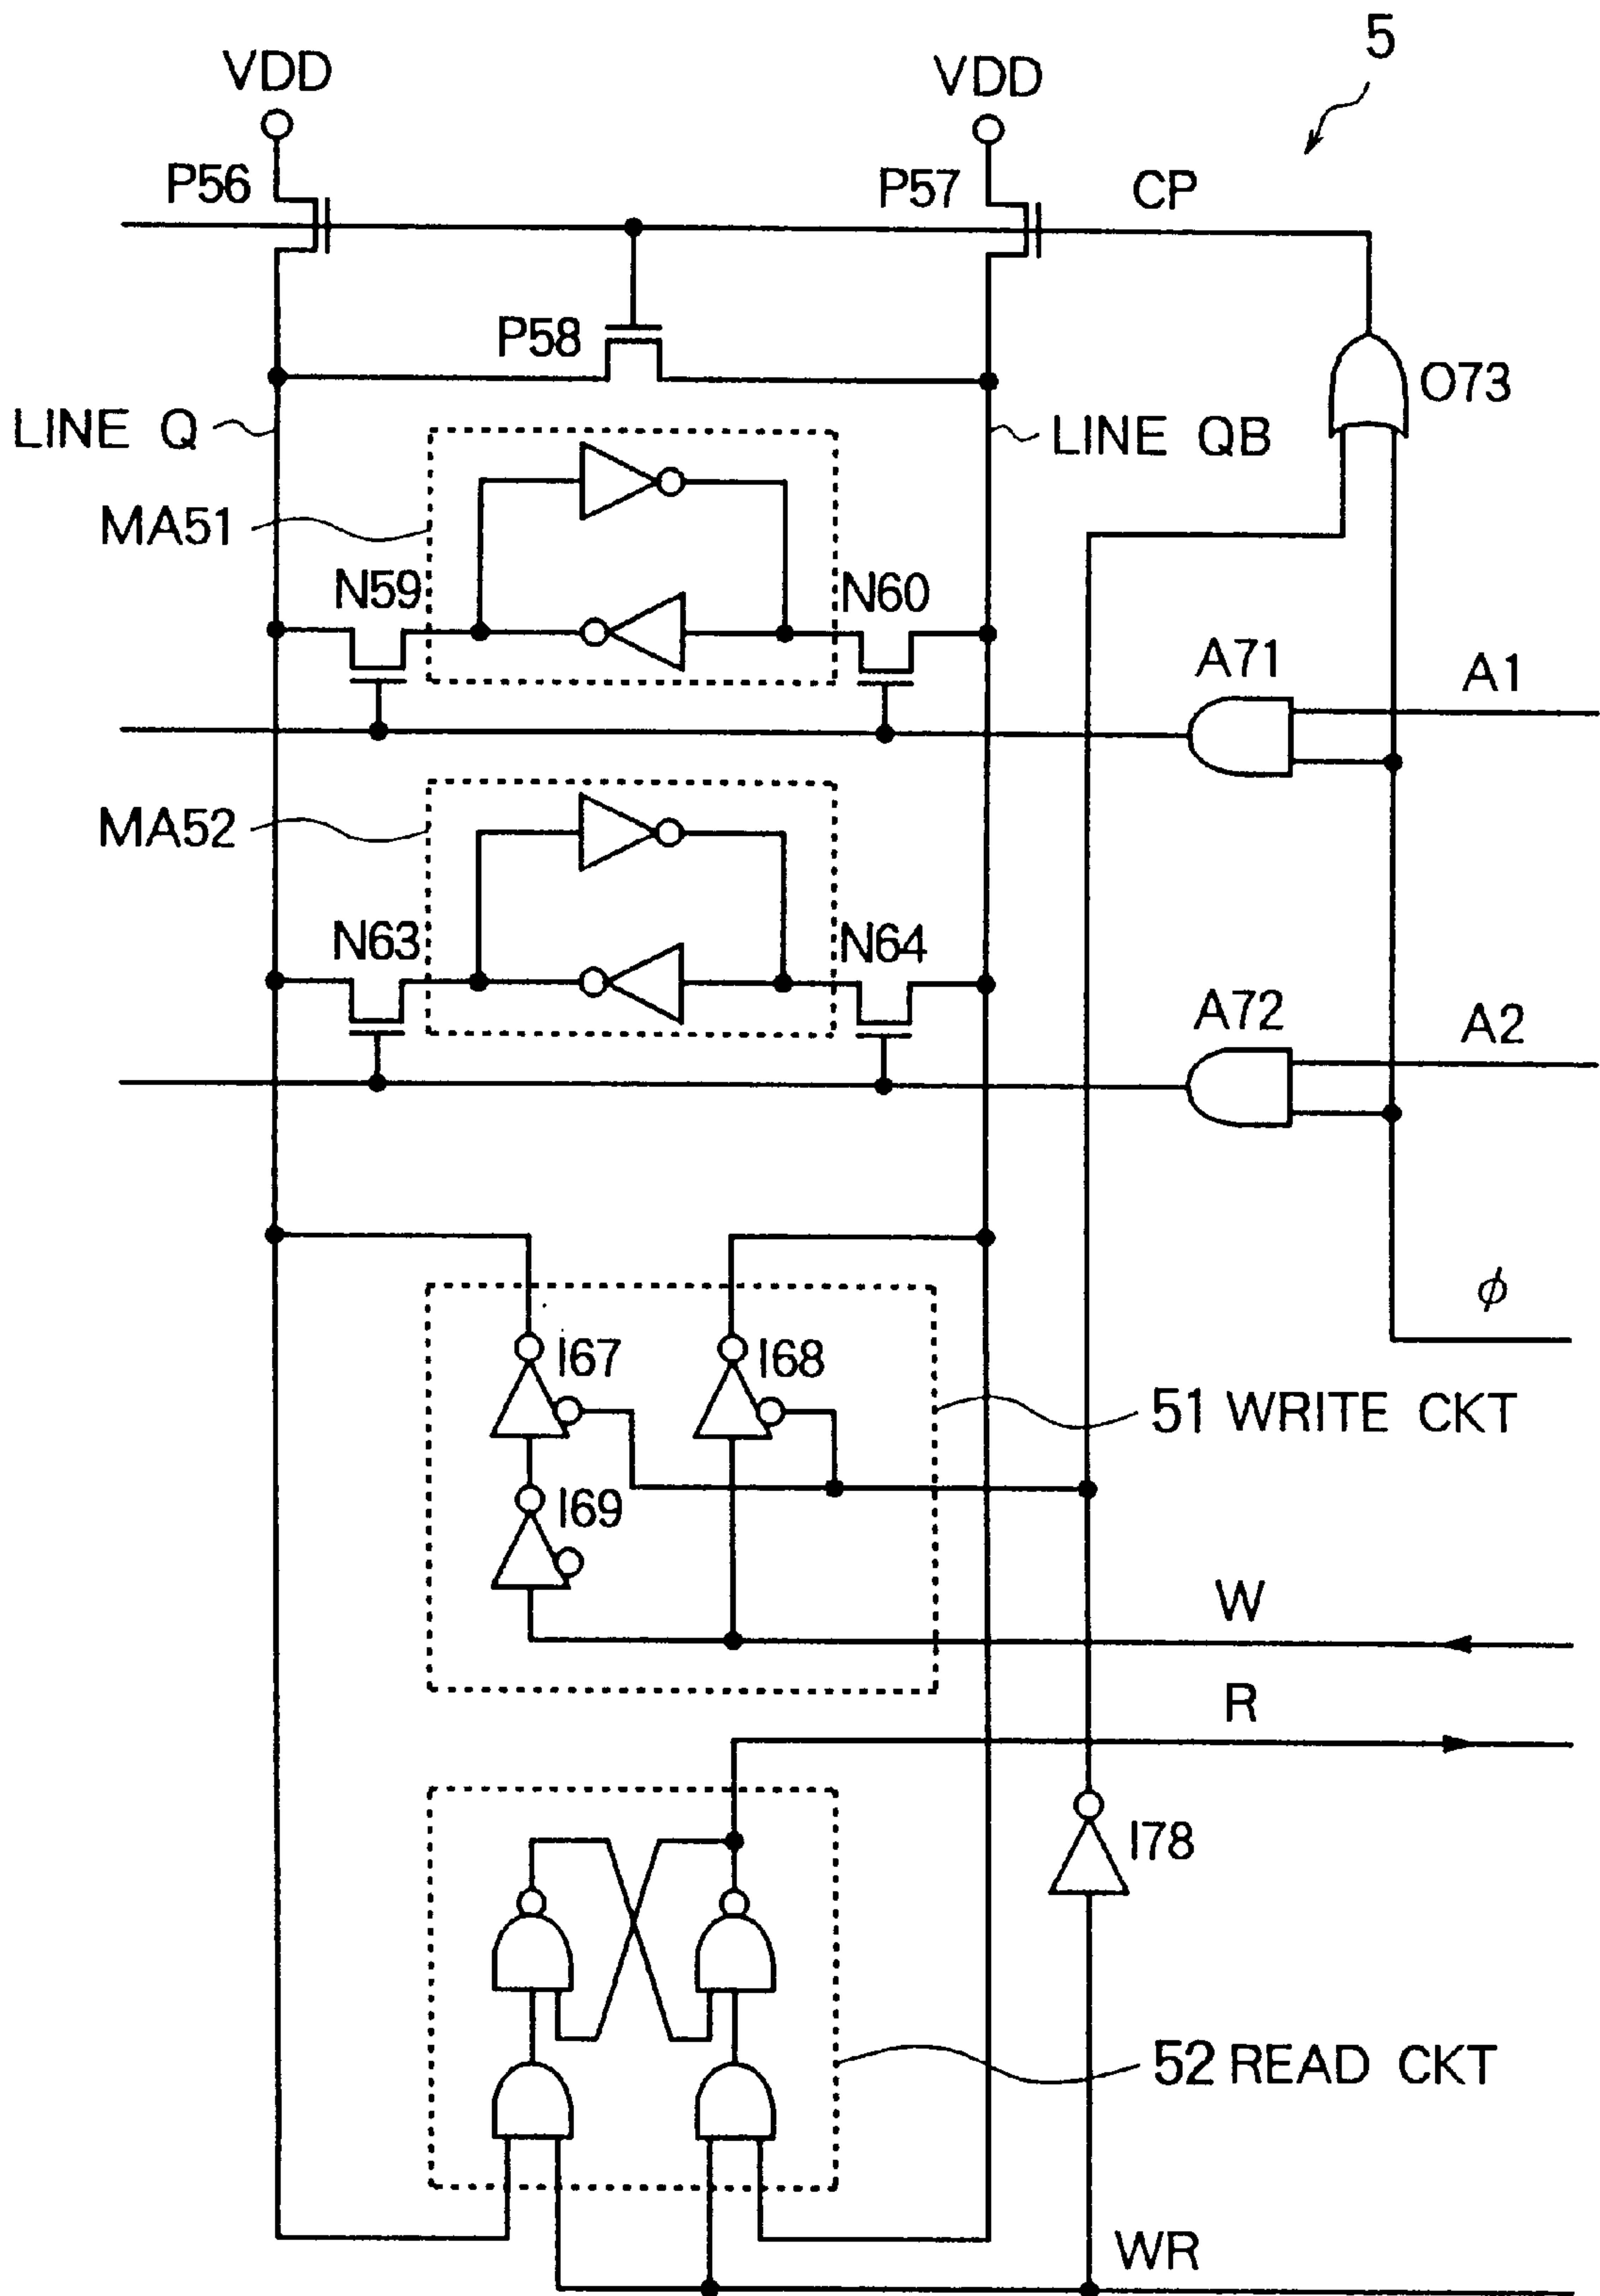 5
VDD
VDD
P56
P57
CP
P58
O73
LINE Q
LINE QB
MA51
N59
N60
A71
A1
MA52
N63
N64
A72
A2
ϕ
I67
I68
51 WRITE CKT
I69
W
R
I78
52 READ CKT
WR